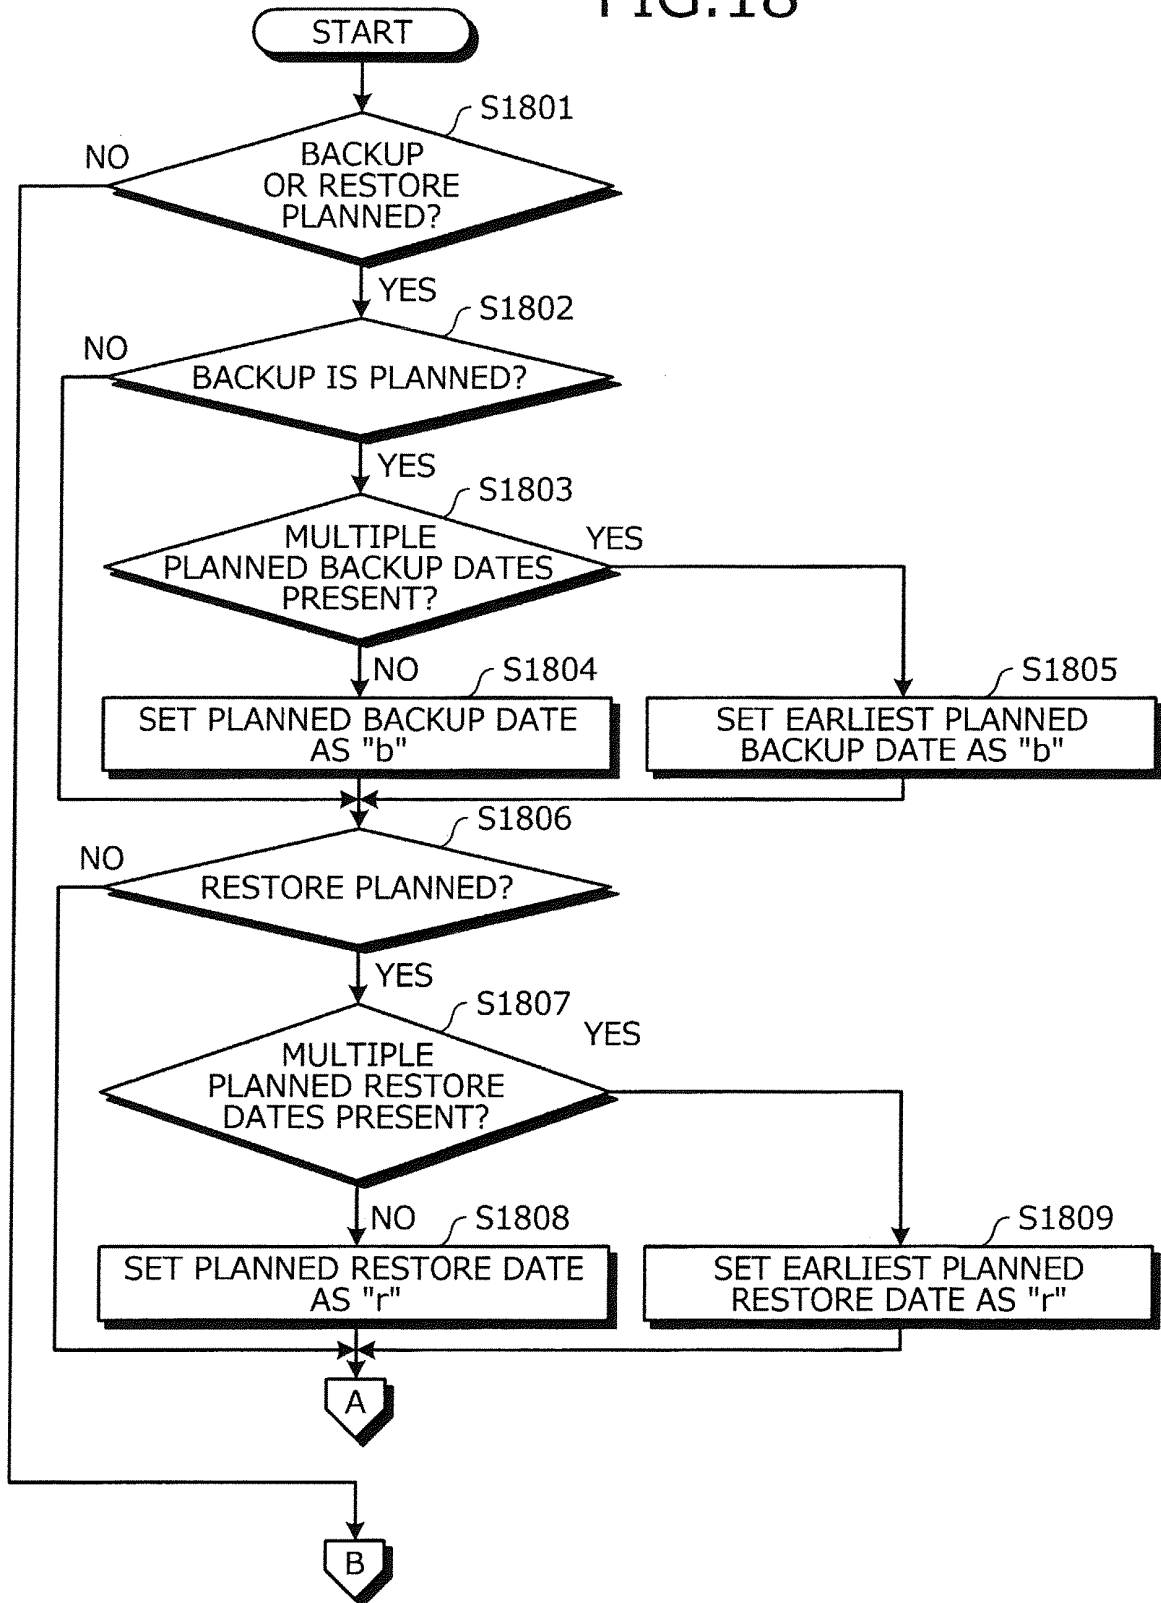 FIG.18
START
S1801
NO
BACKUP
OR RESTORE
PLANNED?
YES
S1802
NO
BACKUP IS PLANNED?
YES
S1803
MULTIPLE
PLANNED BACKUP DATES
PRESENT?
YES
NO
S1804
S1805
SET PLANNED BACKUP DATE
AS "b"
SET EARLIEST PLANNED
BACKUP DATE AS "b"
S1806
NO
RESTORE PLANNED?
YES
S1807
YES
MULTIPLE
PLANNED RESTORE
DATES PRESENT?
NO
S1808
S1809
SET PLANNED RESTORE DATE
AS "r"
SET EARLIEST PLANNED
RESTORE DATE AS "r"
A
B